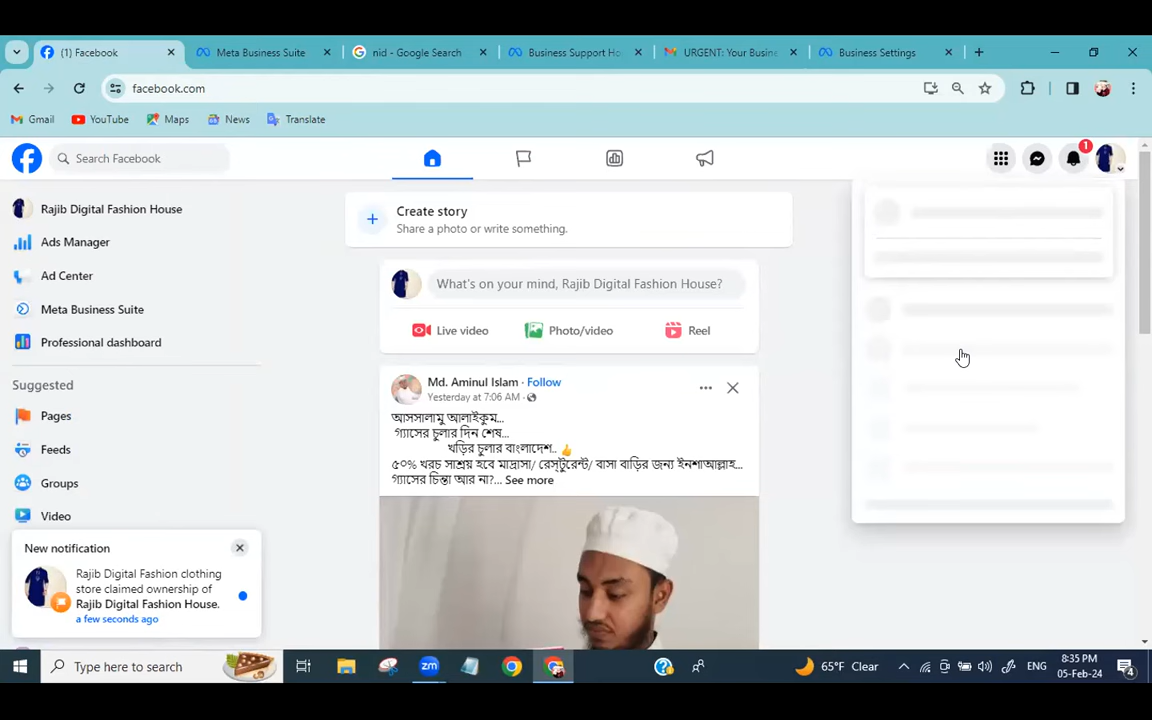 (1) Facebook
Meta Business Suite
nid - Google Search
Business Support Ho
URGENT: Your Busin
Business Settings
facebook.com
Gmail
YouTube
Maps
News
Translate
Search Facebook
1
Rajib Digital Fashion House
Ads Manager
Ad Center
Meta Business Suite
Professional dashboard
Suggested
Pages
Feeds
Groups
Video
New notification
Rajib Digital Fashion clothing
store claimed ownership of
Rajib Digital Fashion House.
a few seconds ago
Create story
Share a photo or write something.
What's on your mind, Rajib Digital Fashion House?
Live video
Photo/video
Reel
Md. Aminul Islam · Follow
Yesterday at 7:06 AM ·
আসসালামু আলাইকুম...
গ্যাসের চুলার দিন শেষ...
খড়ির চুলার বাংলাদেশ..
৫০% খরচ সাশ্রয় হবে মাদ্রাসা/ রেস্টুরেন্ট/ বাসা বাড়ির জন্য ইনশাআল্লাহ...
গ্যাসের চিন্তা আর না?... See more
Type here to search
zm
65°F Clear
ENG
8:35 PM
05-Feb-24
4